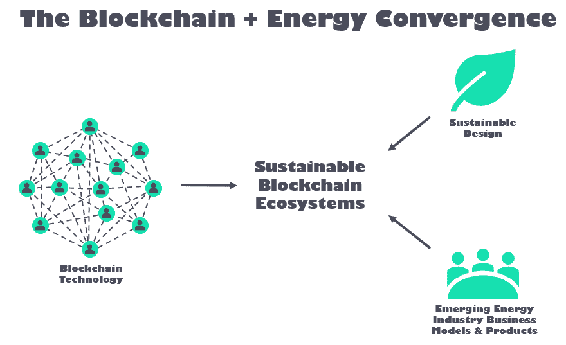 The Blockchain + Energy Convergence
Sustainable
Design
Sustainable
Blockchain
Ecosystems
Blockchain
Technology
Emerging Energy
Industry Business
Models & Products